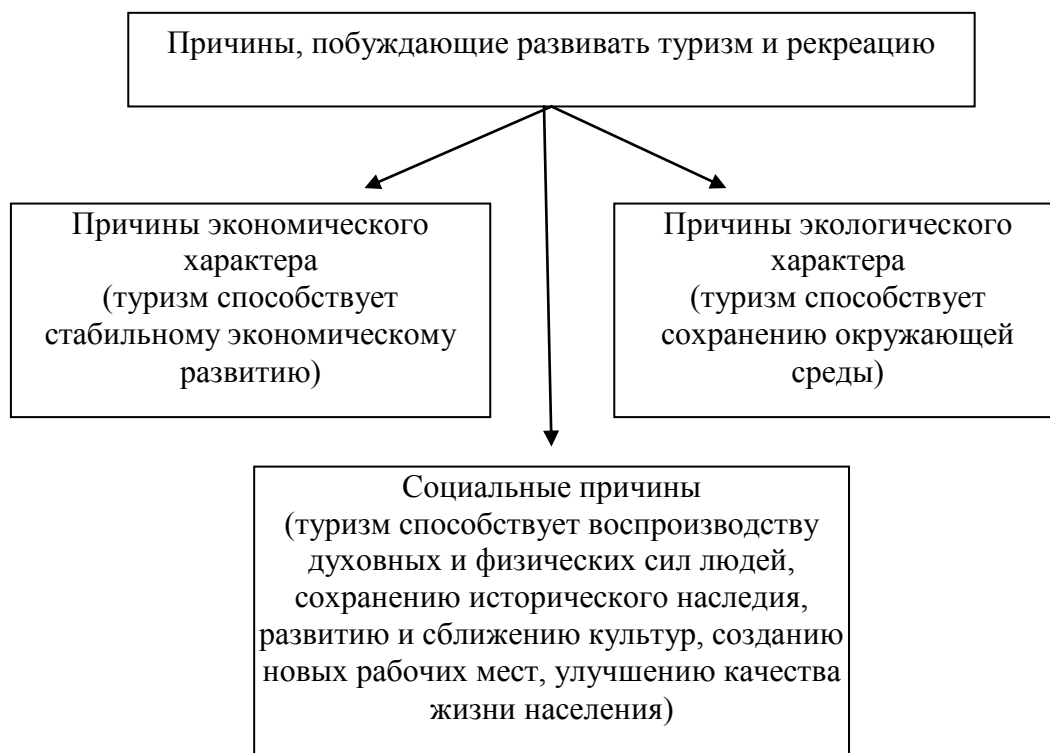 Причины, побуждающие развивать туризм и рекреацию
Причины экономического
характера
(туризм способствует
стабильному экономическому
развитию)
Причины экологического
характера
(туризм способствует
сохранению окружающей
среды)
Социальные причины
(туризм способствует воспроизводству
духовных и физических сил людей,
сохранению исторического наследия,
развитию и сближению культур, созданию
новых рабочих мест, улучшению качества
жизни населения)